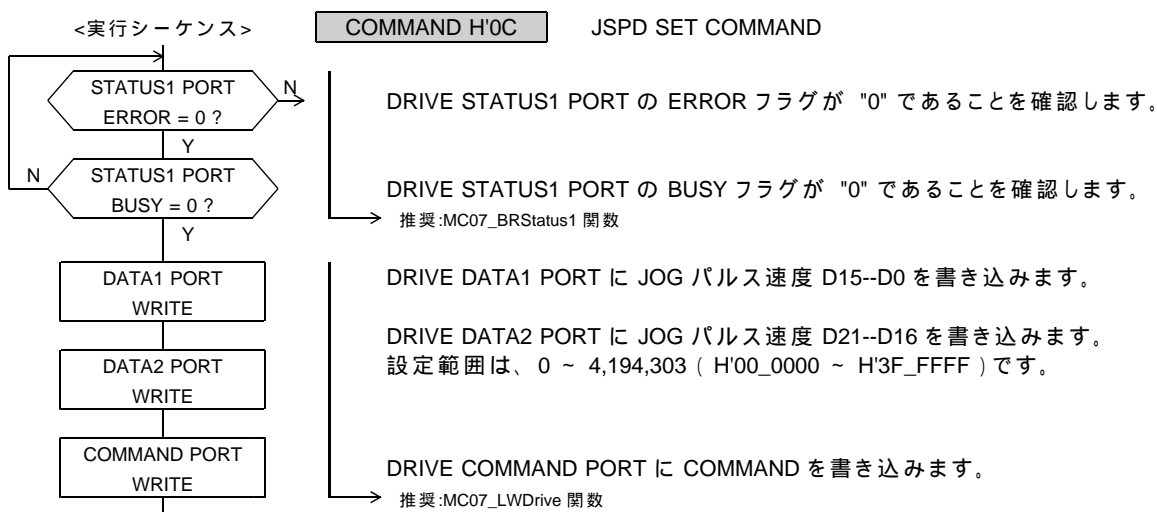 <実行シーケンス>
COMMAND H'0C
JSPD SET COMMAND
STATUS1 PORT
ERROR = 0 ?
N
Y
DRIVE STATUS1 PORT の ERROR フラグが "0" であることを確認します。
N
STATUS1 PORT
BUSY = 0 ?
Y
DRIVE STATUS1 PORT の BUSY フラグが "0" であることを確認します。
推奨:MC07_BRStatus1 関数
DATA1 PORT
WRITE
DRIVE DATA1 PORT に JOG パルス速度 D15--D0 を書き込みます。
DATA2 PORT
WRITE
DRIVE DATA2 PORT に JOG パルス速度 D21--D16 を書き込みます。
設定範囲は、0 ~ 4,194,303 ( H'00_0000 ~ H'3F_FFFF ) です。
COMMAND PORT
WRITE
DRIVE COMMAND PORT に COMMAND を書き込みます。
推奨:MC07_LWDrive 関数